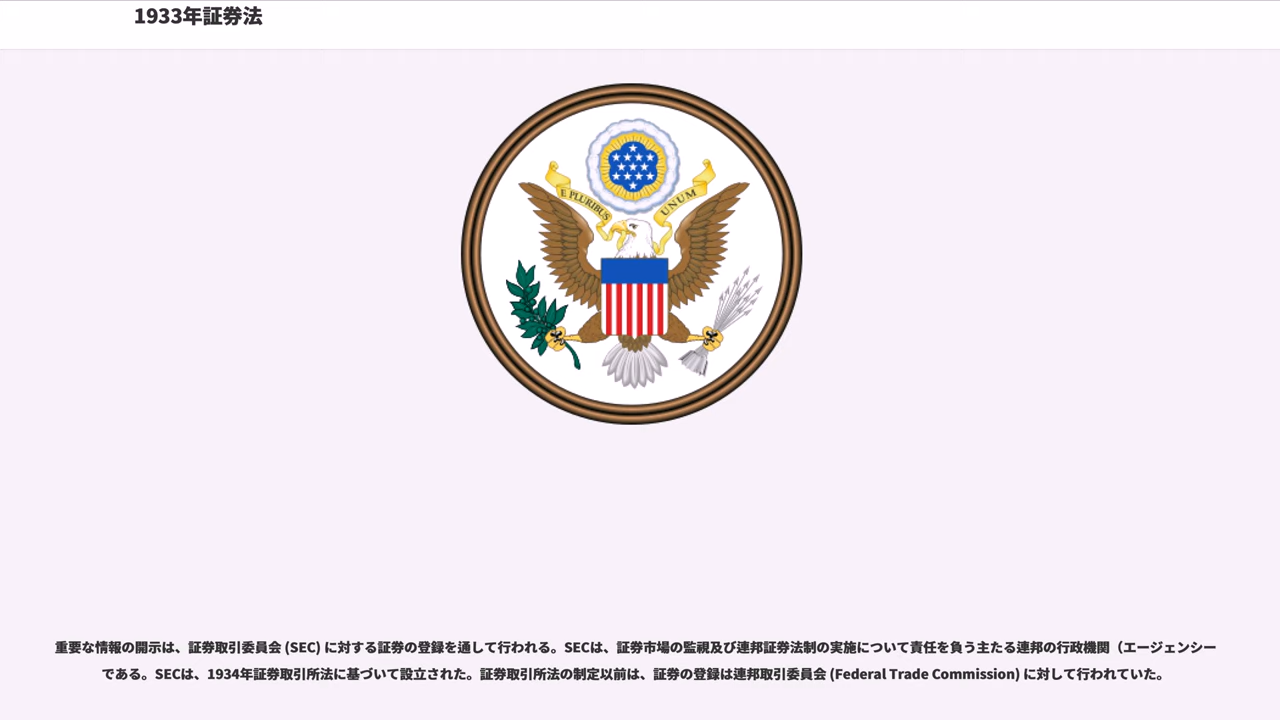 1933年証券法
E PLURIBUS UNUM
重要な情報の開示は、証券取引委員会 (SEC) に対する証券の登録を通して行われる。SECは、証券市場の監視及び連邦証券法制の実施について責任を負う主たる連邦の行政機関（エージェンシー
である。SECは、1934年証券取引所法に基づいて設立された。証券取引所法の制定以前は、証券の登録は連邦取引委員会 (Federal Trade Commission) に対して行われていた。